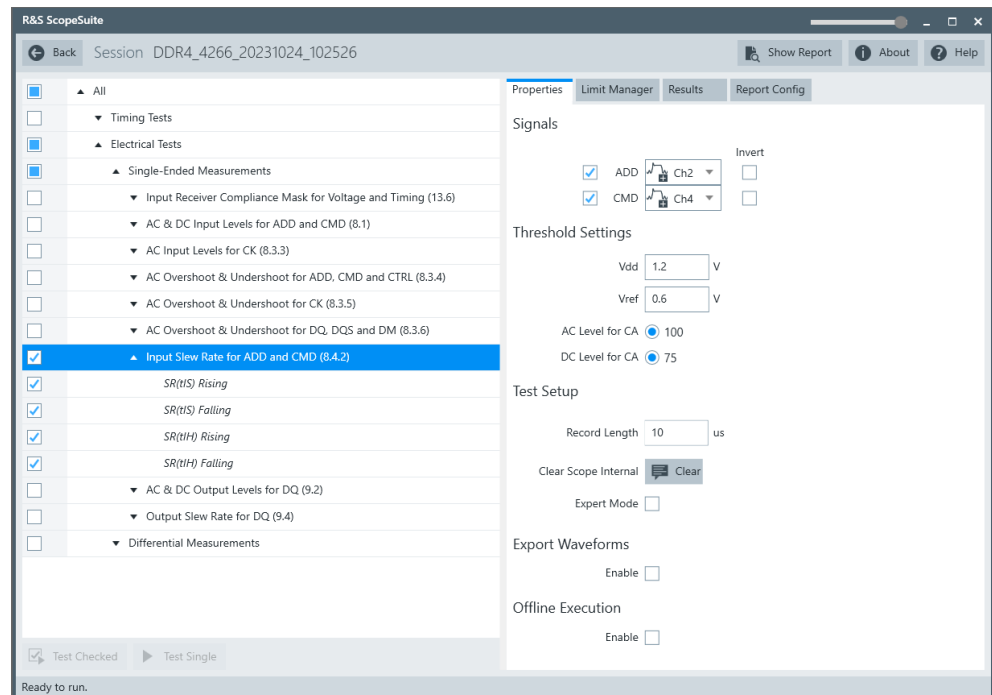 R&S ScopeSuite
Back
Session DDR4_4266_20231024_102526
Show Report
About
Help
All
Timing Tests
Electrical Tests
Single-Ended Measurements
Input Receiver Compliance Mask for Voltage and Timing (13.6)
AC & DC Input Levels for ADD and CMD (8.1)
AC Input Levels for CK (8.3.3)
AC Overshoot & Undershoot for ADD, CMD and CTRL (8.3.4)
AC Overshoot & Undershoot for CK (8.3.5)
AC Overshoot & Undershoot for DQ, DQS and DM (8.3.6)
Input Slew Rate for ADD and CMD (8.4.2)
SR(tIS) Rising
SR(tIS) Falling
SR(tIH) Rising
SR(tIH) Falling
AC & DC Output Levels for DQ (9.2)
Output Slew Rate for DQ (9.4)
Differential Measurements
Test Checked
Test Single
Properties
Limit Manager
Results
Report Config
Signals
Invert
ADD Ch2
CMD Ch4
Threshold Settings
Vdd 1.2 V
Vref 0.6 V
AC Level for CA 100
DC Level for CA 75
Test Setup
Record Length 10 us
Clear Scope Internal Clear
Expert Mode
Export Waveforms
Enable
Offline Execution
Enable
Ready to run.